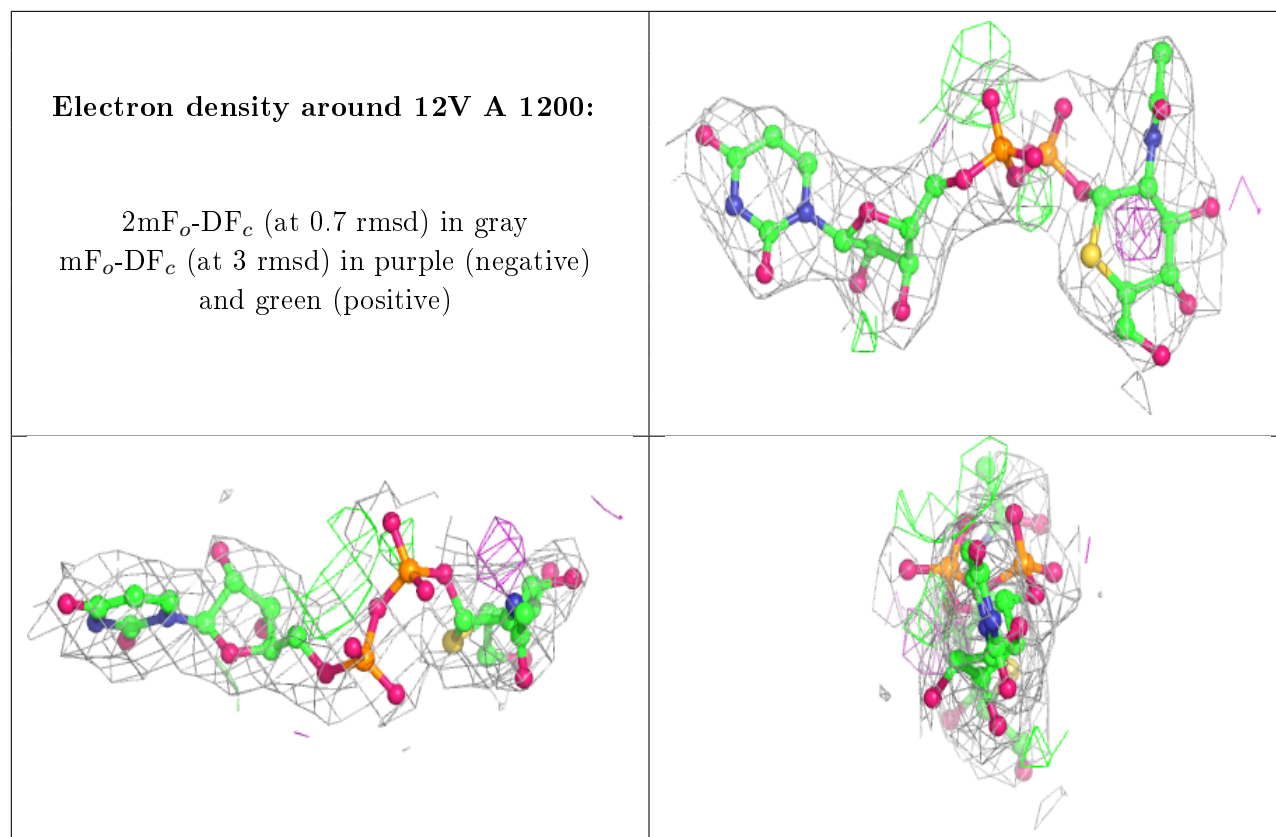 Electron density around 12V A 1200:
2mFo-DFc (at 0.7 rmsd) in gray
mFo-DFc (at 3 rmsd) in purple (negative)
and green (positive)